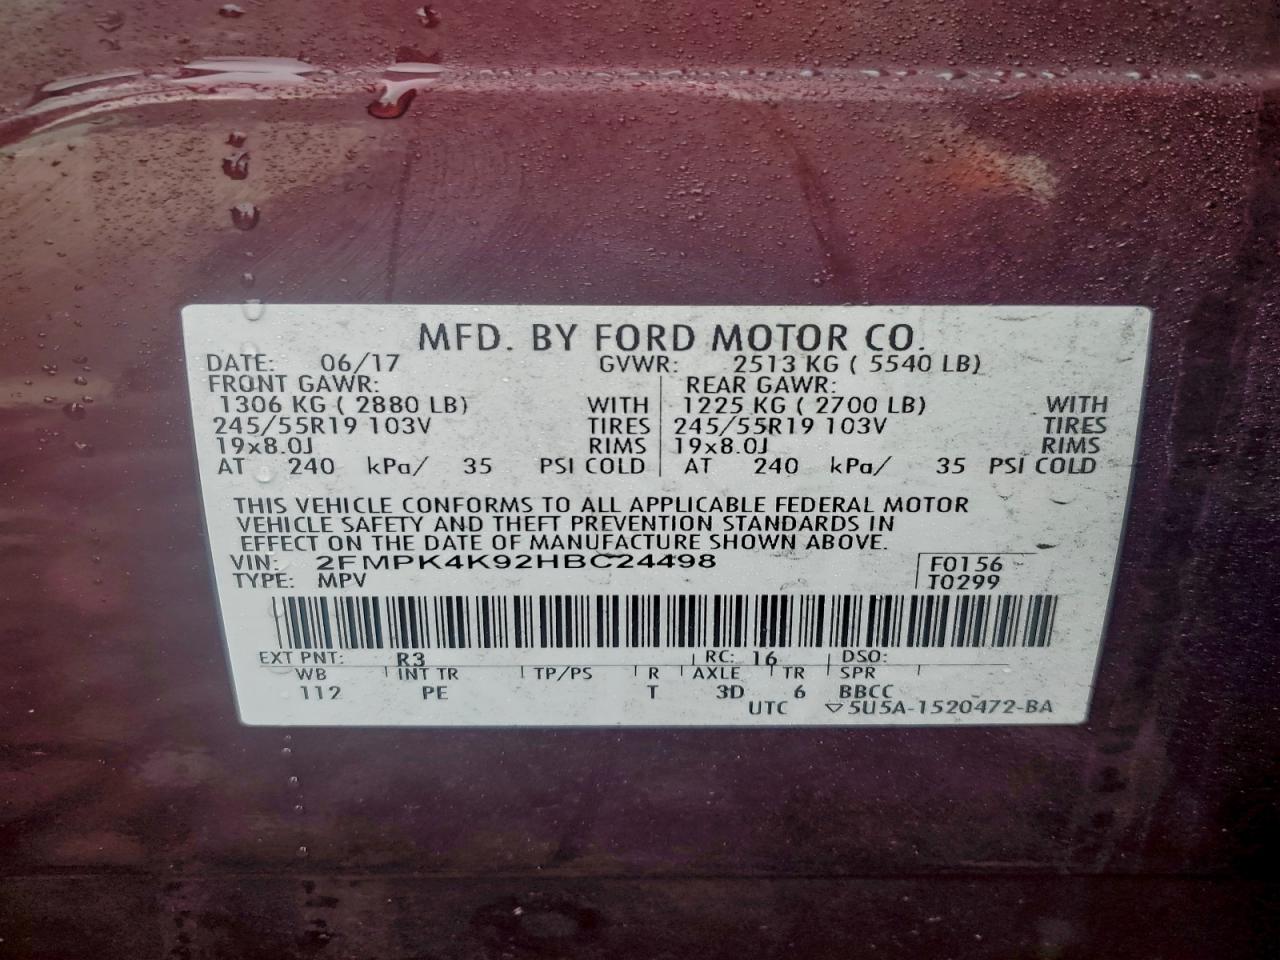 MFD. BY FORD MOTOR CO.
DATE: 06/17 GVWR: 2513 KG ( 5540 LB)
FRONT GAWR: REAR GAWR:
1306 KG ( 2880 LB) WITH 1225 KG ( 2700 LB) WITH
245/55R19 103V TIRES 245/55R19 103V TIRES
19x8.0J RIMS 19x8.0J RIMS
AT 240 kPa/ 35 PSI COLD AT 240 kPa/ 35 PSI COLD
THIS VEHICLE CONFORMS TO ALL APPLICABLE FEDERAL MOTOR
VEHICLE SAFETY AND THEFT PREVENTION STANDARDS IN
EFFECT ON THE DATE OF MANUFACTURE SHOWN ABOVE.
VIN: 2FMPK4K92HBC24498 F0156
TYPE: MPV T0299
EXT PNT: R3 RC: 16 DSO:
WB INT TR TP/PS R AXLE TR SPR
112 PE T 3D 6 BBCC
UTC ▽5U5A-1520472-BA